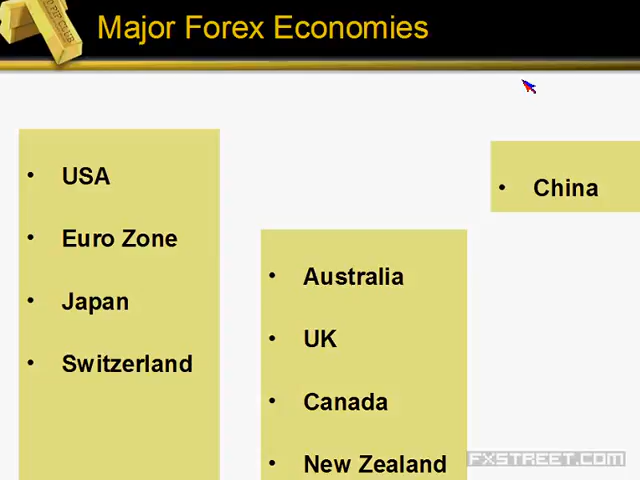 Major Forex Economies
• USA
• Euro Zone
• Japan
• Switzerland
• Australia
• UK
• Canada
• New Zealand
• China
FXSTREET.COM